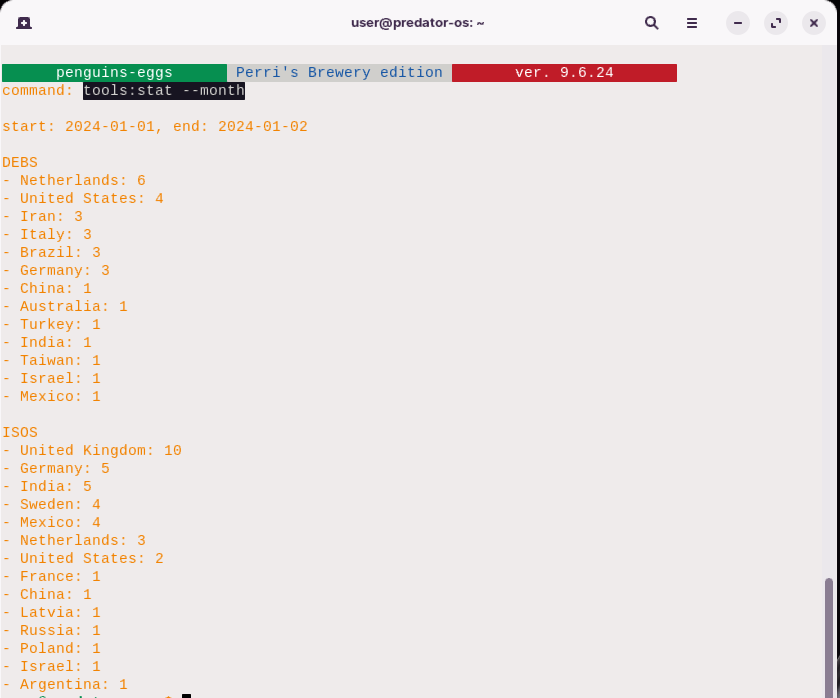 user@predator-os: ~
penguins-eggs Perri's Brewery edition ver. 9.6.24
command: tools:stat --month
start: 2024-01-01, end: 2024-01-02
DEBS
- Netherlands: 6
- United States: 4
- Iran: 3
- Italy: 3
- Brazil: 3
- Germany: 3
- China: 1
- Australia: 1
- Turkey: 1
- India: 1
- Taiwan: 1
- Israel: 1
- Mexico: 1
ISOS
- United Kingdom: 10
- Germany: 5
- India: 5
- Sweden: 4
- Mexico: 4
- Netherlands: 3
- United States: 2
- France: 1
- China: 1
- Latvia: 1
- Russia: 1
- Poland: 1
- Israel: 1
- Argentina: 1